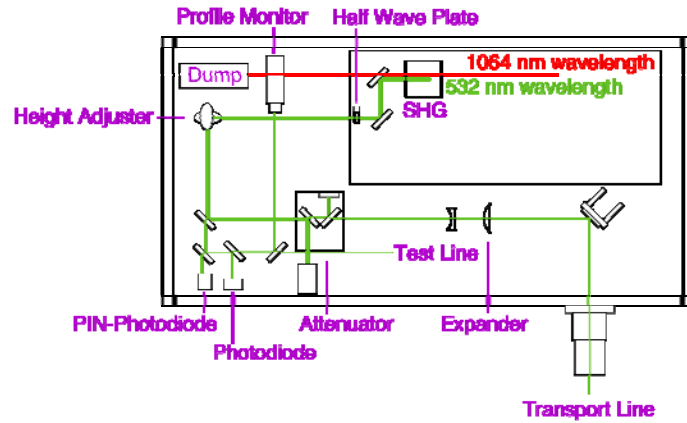 Profile Monitor
Half Wave Plate
1064 nm wavelength
Dump
532 nm wavelength
SHG
Height Adjuster
Test Line
PIN-Photodiode
Attenuator
Expander
Photodiode
Transport Line